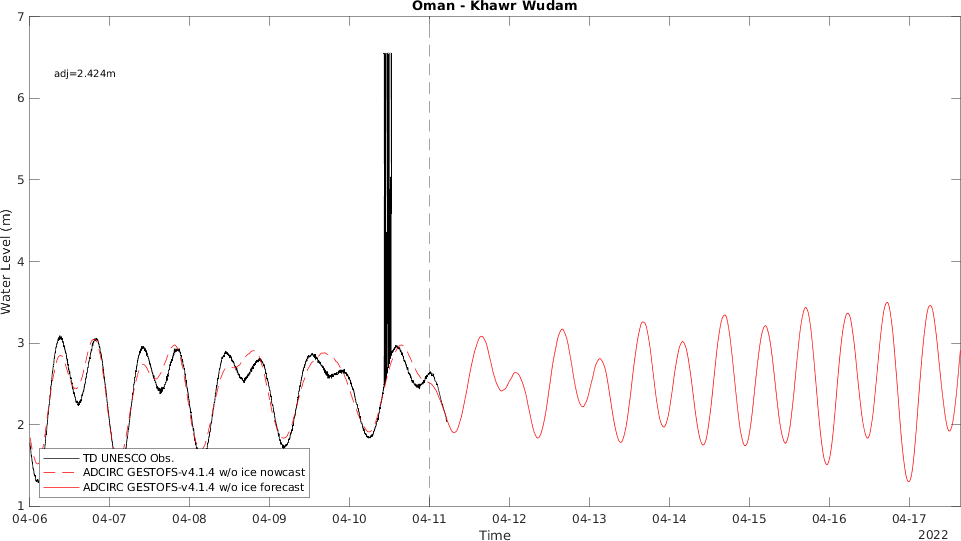 Oman - Khawr Wudam
adj=2.424m
Water Level (m)
7
6
5
4
3
2
1
TD UNESCO Obs.
ADCIRC GESTOFS-v4.1.4 w/o ice nowcast
ADCIRC GESTOFS-v4.1.4 w/o ice forecast
04-06 04-07 04-08 04-09 04-10 04-11 04-12 04-13 04-14 04-15 04-16 04-17
Time
2022